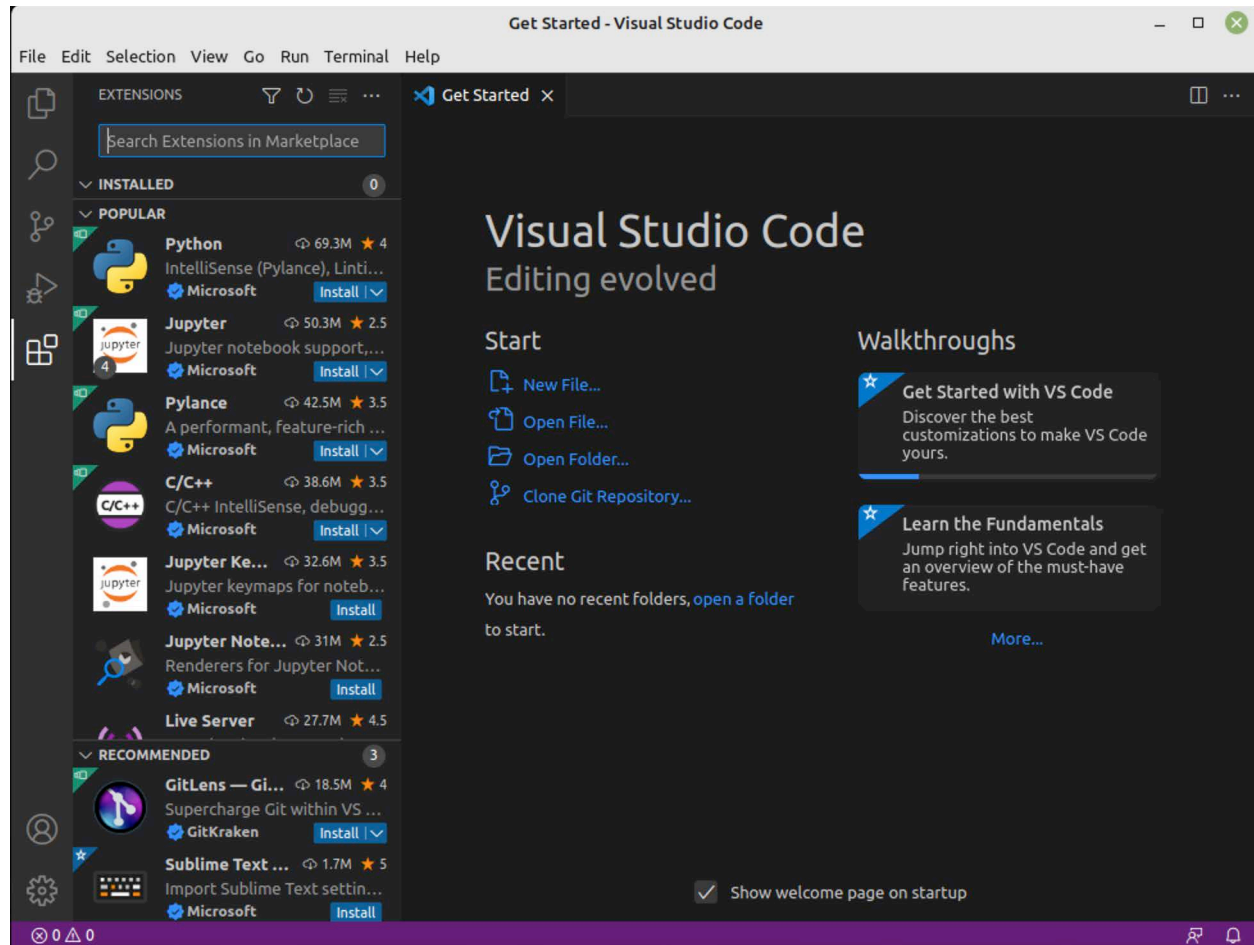 Get Started - Visual Studio Code
File Edit Selection View Go Run Terminal Help
EXTENSIONS
Search Extensions in Marketplace
INSTALLED 0
POPULAR
Python 69.3M ★ 4
IntelliSense (Pylance), Linti...
Microsoft Install
Jupyter 50.3M ★ 2.5
Jupyter notebook support,...
Microsoft Install
jupyter
4
Pylance 42.5M ★ 3.5
A performant, feature-rich ...
Microsoft Install
C/C++ 38.6M ★ 3.5
C/C++ IntelliSense, debugg...
Microsoft Install
C/C++
Jupyter Ke... 32.6M ★ 3.5
Jupyter keymaps for noteb...
Microsoft Install
jupyter
Jupyter Note... 31M ★ 2.5
Renderers for Jupyter Not...
Microsoft Install
Live Server 27.7M ★ 4.5
RECOMMENDED 3
GitLens — Gi... 18.5M ★ 4
Supercharge Git within VS ...
GitKraken Install
Sublime Text ... 1.7M ★ 5
Import Sublime Text settin...
Microsoft Install
Get Started
Visual Studio Code
Editing evolved
Start
New File...
Open File...
Open Folder...
Clone Git Repository...
Recent
You have no recent folders, open a folder
to start.
Walkthroughs
Get Started with VS Code
Discover the best
customizations to make VS Code
yours.
Learn the Fundamentals
Jump right into VS Code and get
an overview of the must-have
features.
More...
Show welcome page on startup
0 0